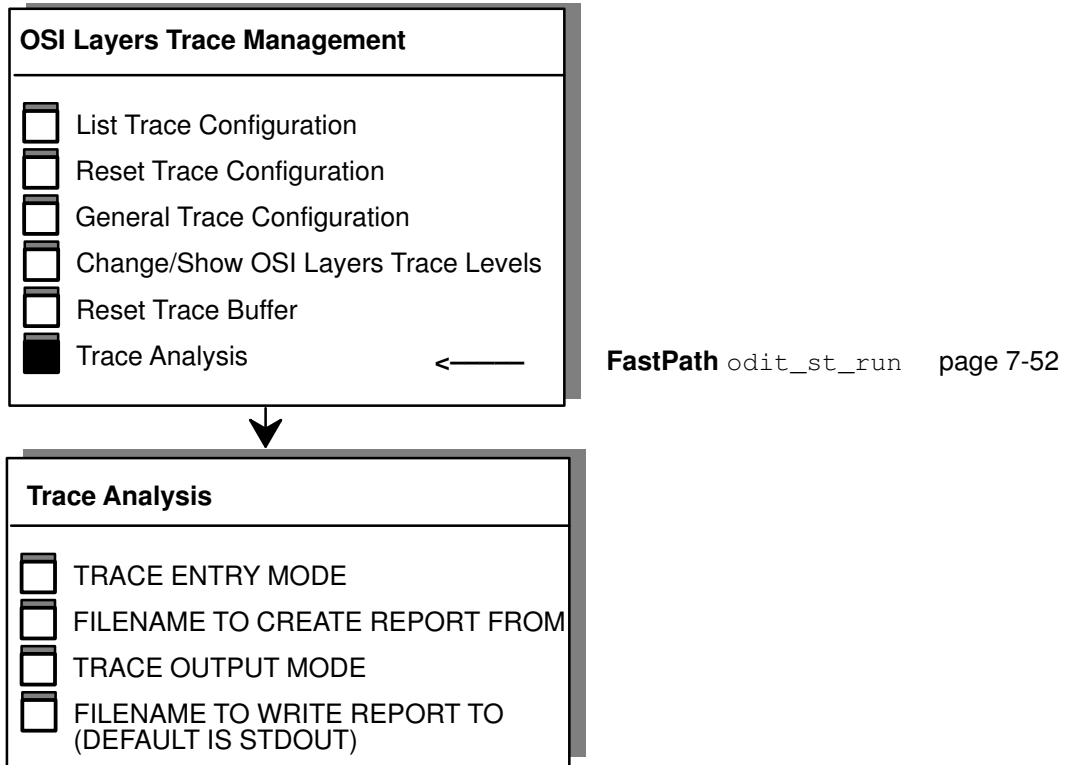 OSI Layers Trace Management
List Trace Configuration
Reset Trace Configuration
General Trace Configuration
Change/Show OSI Layers Trace Levels
Reset Trace Buffer
Trace Analysis <—— FastPath odit_st_run page 7-52
Trace Analysis
TRACE ENTRY MODE
FILENAME TO CREATE REPORT FROM
TRACE OUTPUT MODE
FILENAME TO WRITE REPORT TO
(DEFAULT IS STDOUT)